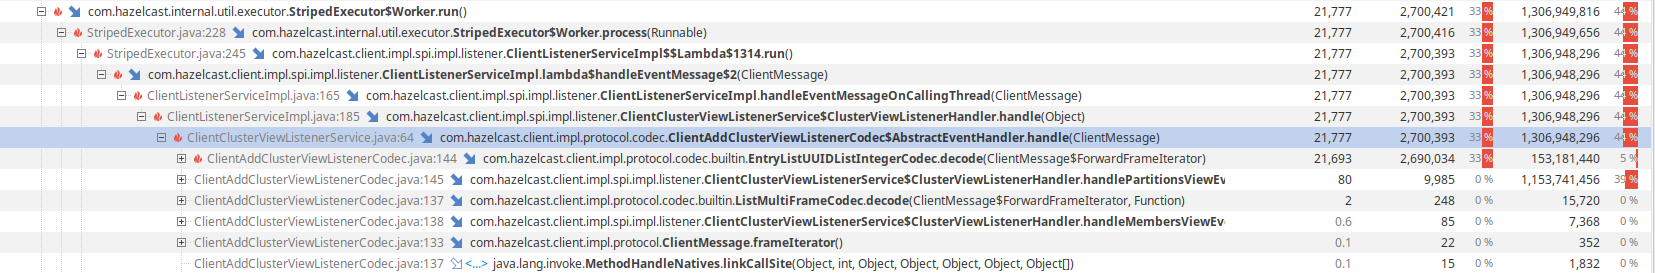 com.hazelcast.internal.util.executor.StripedExecutor$Worker.run() 21,777 2,700,421 33 % 1,306,949,816 44 %
StripedExecutor.java:228 com.hazelcast.internal.util.executor.StripedExecutor$Worker.process(Runnable) 21,777 2,700,416 33 % 1,306,949,656 44 %
StripedExecutor.java:245 com.hazelcast.client.impl.spi.impl.listener.ClientListenerServiceImpl$$Lambda$1314.run() 21,777 2,700,393 33 % 1,306,948,296 44 %
com.hazelcast.client.impl.spi.impl.listener.ClientListenerServiceImpl.lambda$handleEventMessage$2(ClientMessage) 21,777 2,700,393 33 % 1,306,948,296 44 %
ClientListenerServiceImpl.java:165 com.hazelcast.client.impl.spi.impl.listener.ClientListenerServiceImpl.handleEventMessageOnCallingThread(ClientMessage) 21,777 2,700,393 33 % 1,306,948,296 44 %
ClientListenerServiceImpl.java:185 com.hazelcast.client.impl.spi.impl.listener.ClientClusterViewListenerService$ClusterViewListenerHandler.handle(Object) 21,777 2,700,393 33 % 1,306,948,296 44 %
ClientClusterViewListenerService.java:64 com.hazelcast.client.impl.protocol.codec.ClientAddClusterViewListenerCodec$AbstractEventHandler.handle(ClientMessage) 21,777 2,700,393 33 % 1,306,948,296 44 %
ClientAddClusterViewListenerCodec.java:144 com.hazelcast.client.impl.protocol.codec.builtin.EntryListUUIDListIntegerCodec.decode(ClientMessage$ForwardFrameIterator) 21,693 2,690,034 33 % 153,181,440 5 %
ClientAddClusterViewListenerCodec.java:145 com.hazelcast.client.impl.spi.impl.listener.ClientClusterViewListenerService$ClusterViewListenerHandler.handlePartitionsViewEv 80 9,985 0 % 1,153,741,456 39 %
ClientAddClusterViewListenerCodec.java:137 com.hazelcast.client.impl.protocol.codec.builtin.ListMultiFrameCodec.decode(ClientMessage$ForwardFrameIterator, Function) 2 248 0 % 15,720 0 %
ClientAddClusterViewListenerCodec.java:138 com.hazelcast.client.impl.spi.impl.listener.ClientClusterViewListenerService$ClusterViewListenerHandler.handleMembersViewEve 0.6 85 0 % 7,368 0 %
ClientAddClusterViewListenerCodec.java:133 com.hazelcast.client.impl.protocol.ClientMessage.frameIterator() 0.1 22 0 % 352 0 %
ClientAddClusterViewListenerCodec.java:137 <...> java.lang.invoke.MethodHandleNatives.linkCallSite(Object, int, Object, Object, Object, Object, Object[]) 0.1 15 0 % 1,832 0 %